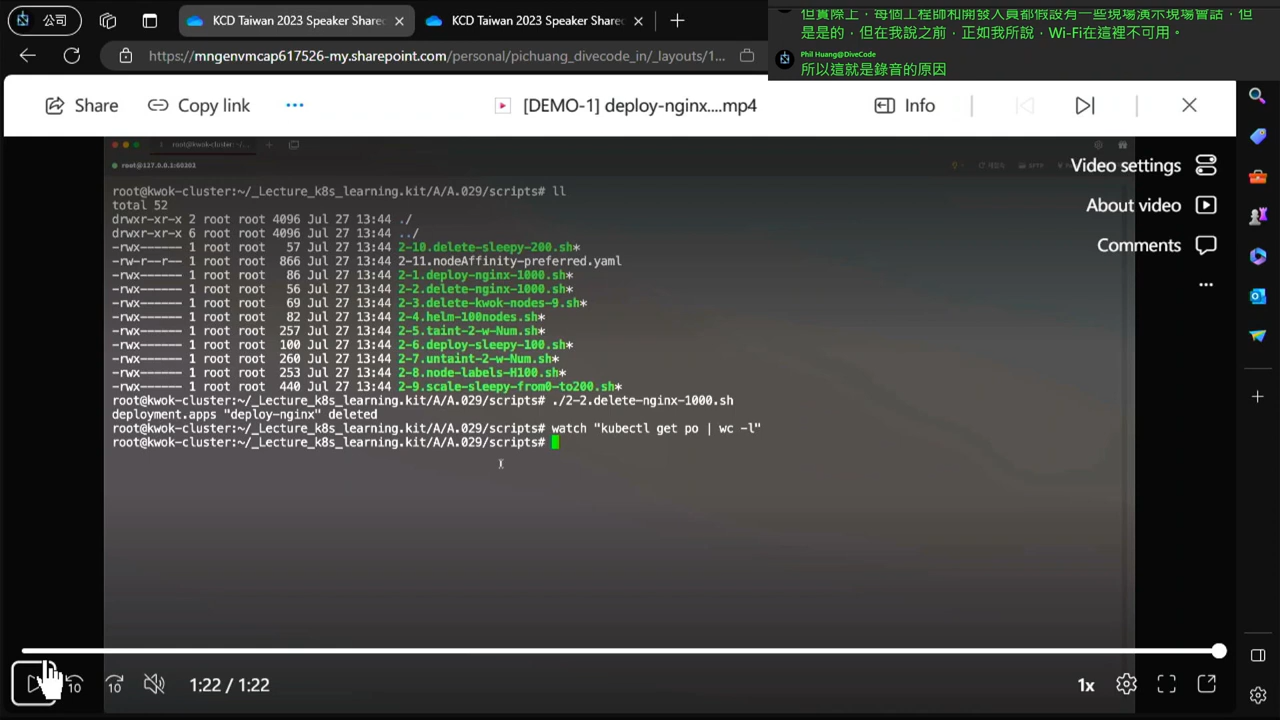 公司
KCD Taiwan 2023 Speaker Share
KCD Taiwan 2023 Speaker Share
但實際上，每個工程師和開發人員都假設有一些現場演示現場會話，但
是是的，但在我說之前，正如我所說，Wi-Fi在這裡不可用。
Phil Huang@DiveCode
所以這就是錄音的原因
https://mngenvmcap617526-my.sharepoint.com/personal/pichuang_divecode_in/_layouts/1...
Share
Copy link
[DEMO-1] deploy-nginx....mp4
Info
Video settings
About video
Comments
root@kwok-cluster:~/...
root@127.0.0.1:60302
root@kwok-cluster:~/_Lecture_k8s_learning.kit/A/A.029/scripts# ll
total 52
drwxr-xr-x 2 root root 4096 Jul 27 13:44 ./
drwxr-xr-x 6 root root 4096 Jul 27 13:44 ../
-rwx------ 1 root root   57 Jul 27 13:44 2-10.delete-sleepy-200.sh*
-rw-r--r-- 1 root root  866 Jul 27 13:44 2-11.nodeAffinity-preferred.yaml
-rwx------ 1 root root   86 Jul 27 13:44 2-1.deploy-nginx-1000.sh*
-rwx------ 1 root root   56 Jul 27 13:44 2-2.delete-nginx-1000.sh*
-rwx------ 1 root root   69 Jul 27 13:44 2-3.delete-kwok-nodes-9.sh*
-rwx------ 1 root root   82 Jul 27 13:44 2-4.helm-100nodes.sh*
-rwx------ 1 root root  257 Jul 27 13:44 2-5.taint-2-w-Num.sh*
-rwx------ 1 root root  100 Jul 27 13:44 2-6.deploy-sleepy-100.sh*
-rwx------ 1 root root  260 Jul 27 13:44 2-7.untaint-2-w-Num.sh*
-rwx------ 1 root root  253 Jul 27 13:44 2-8.node-labels-H100.sh*
-rwx------ 1 root root  440 Jul 27 13:44 2-9.scale-sleepy-from0-to200.sh*
root@kwok-cluster:~/_Lecture_k8s_learning.kit/A/A.029/scripts# ./2-2.delete-nginx-1000.sh
deployment.apps "deploy-nginx" deleted
root@kwok-cluster:~/_Lecture_k8s_learning.kit/A/A.029/scripts# watch "kubectl get po | wc -l"
root@kwok-cluster:~/_Lecture_k8s_learning.kit/A/A.029/scripts#
10
10
1:22 / 1:22
1x